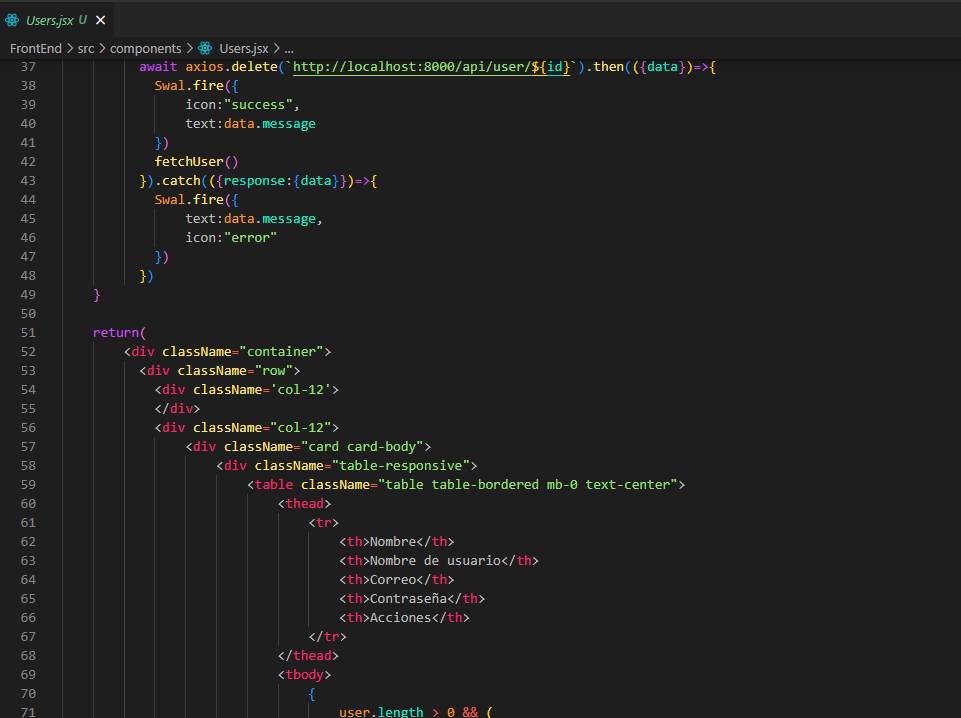 Users.jsx U ×
FrontEnd > src > components > Users.jsx > ...
37 await axios.delete(`http://localhost:8000/api/user/${id}`).then(({data})=>{
38 Swal.fire({
39 icon:"success",
40 text:data.message
41 })
42 fetchUser()
43 }).catch(({response:{data}})=>{
44 Swal.fire({
45 text:data.message,
46 icon:"error"
47 })
48 })
49 }
50
51 return(
52 <div className="container">
53 <div className="row">
54 <div className='col-12'>
55 </div>
56 <div className="col-12">
57 <div className="card card-body">
58 <div className="table-responsive">
59 <table className="table table-bordered mb-0 text-center">
60 <thead>
61 <tr>
62 <th>Nombre</th>
63 <th>Nombre de usuario</th>
64 <th>Correo</th>
65 <th>Contraseña</th>
66 <th>Acciones</th>
67 </tr>
68 </thead>
69 <tbody>
70 {
71 user.length > 0 && (